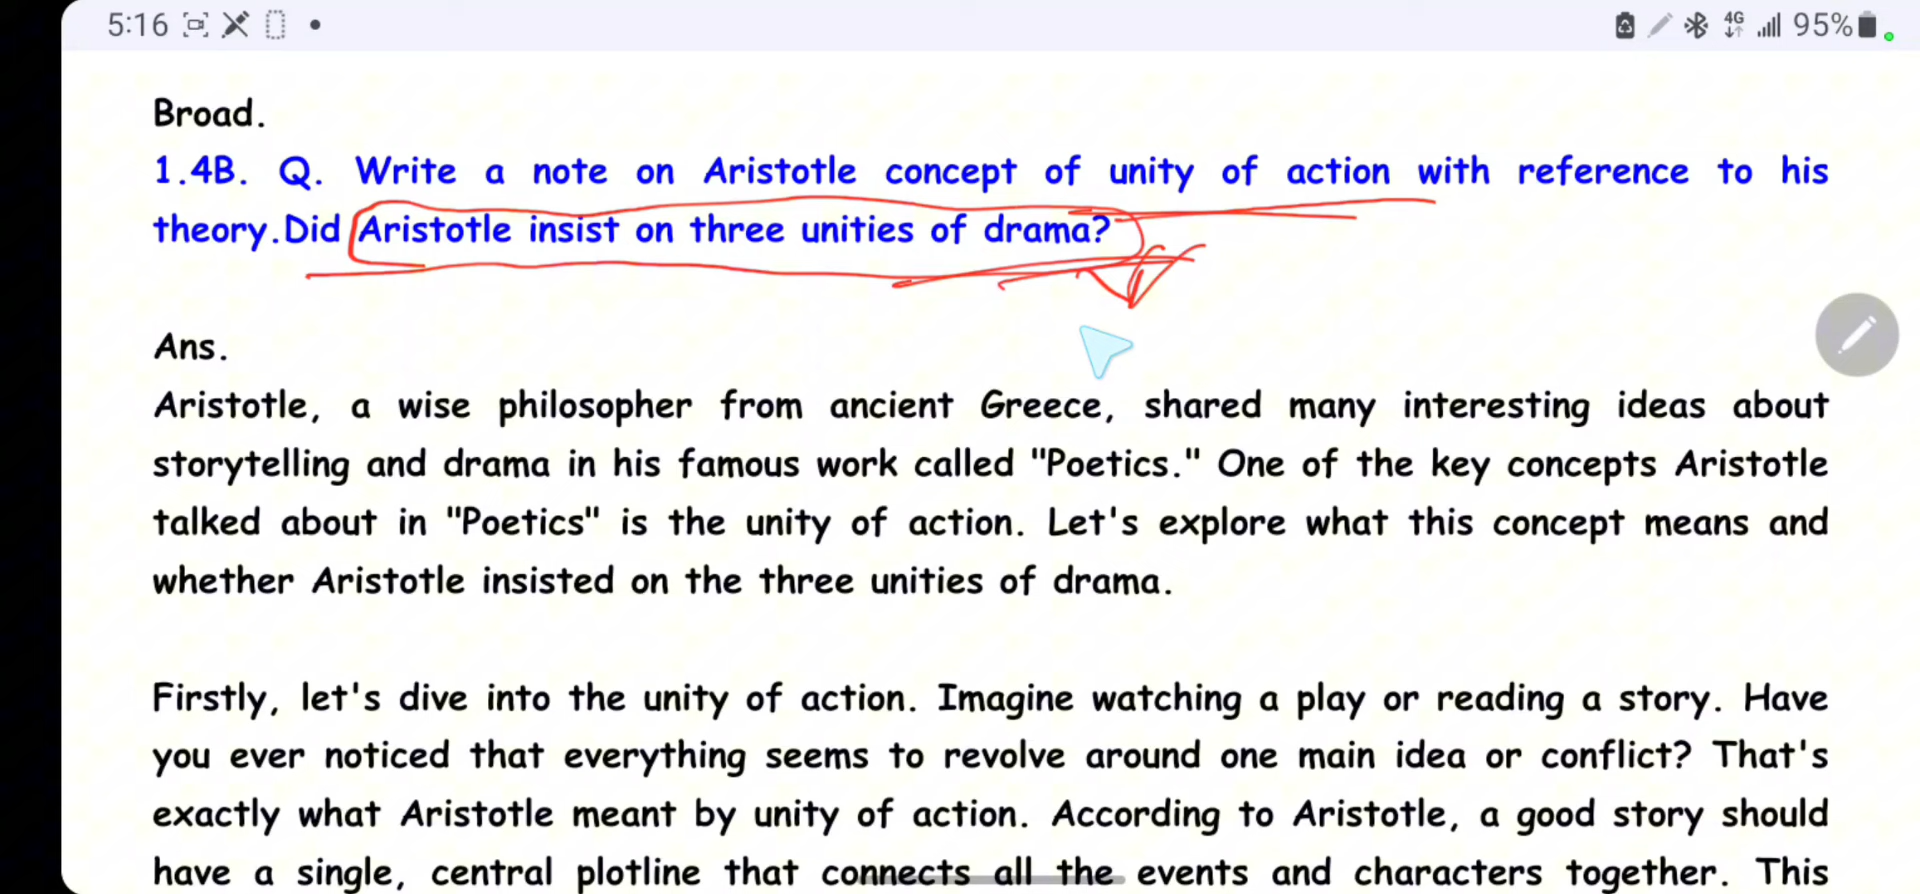 5:16
4G 95%
Broad.
1.4B. Q. Write a note on Aristotle concept of unity of action with reference to his
theory.Did Aristotle insist on three unities of drama?
Ans.
Aristotle, a wise philosopher from ancient Greece, shared many interesting ideas about
storytelling and drama in his famous work called "Poetics." One of the key concepts Aristotle
talked about in "Poetics" is the unity of action. Let's explore what this concept means and
whether Aristotle insisted on the three unities of drama.
Firstly, let's dive into the unity of action. Imagine watching a play or reading a story. Have
you ever noticed that everything seems to revolve around one main idea or conflict? That's
exactly what Aristotle meant by unity of action. According to Aristotle, a good story should
have a single, central plotline that connects all the events and characters together. This